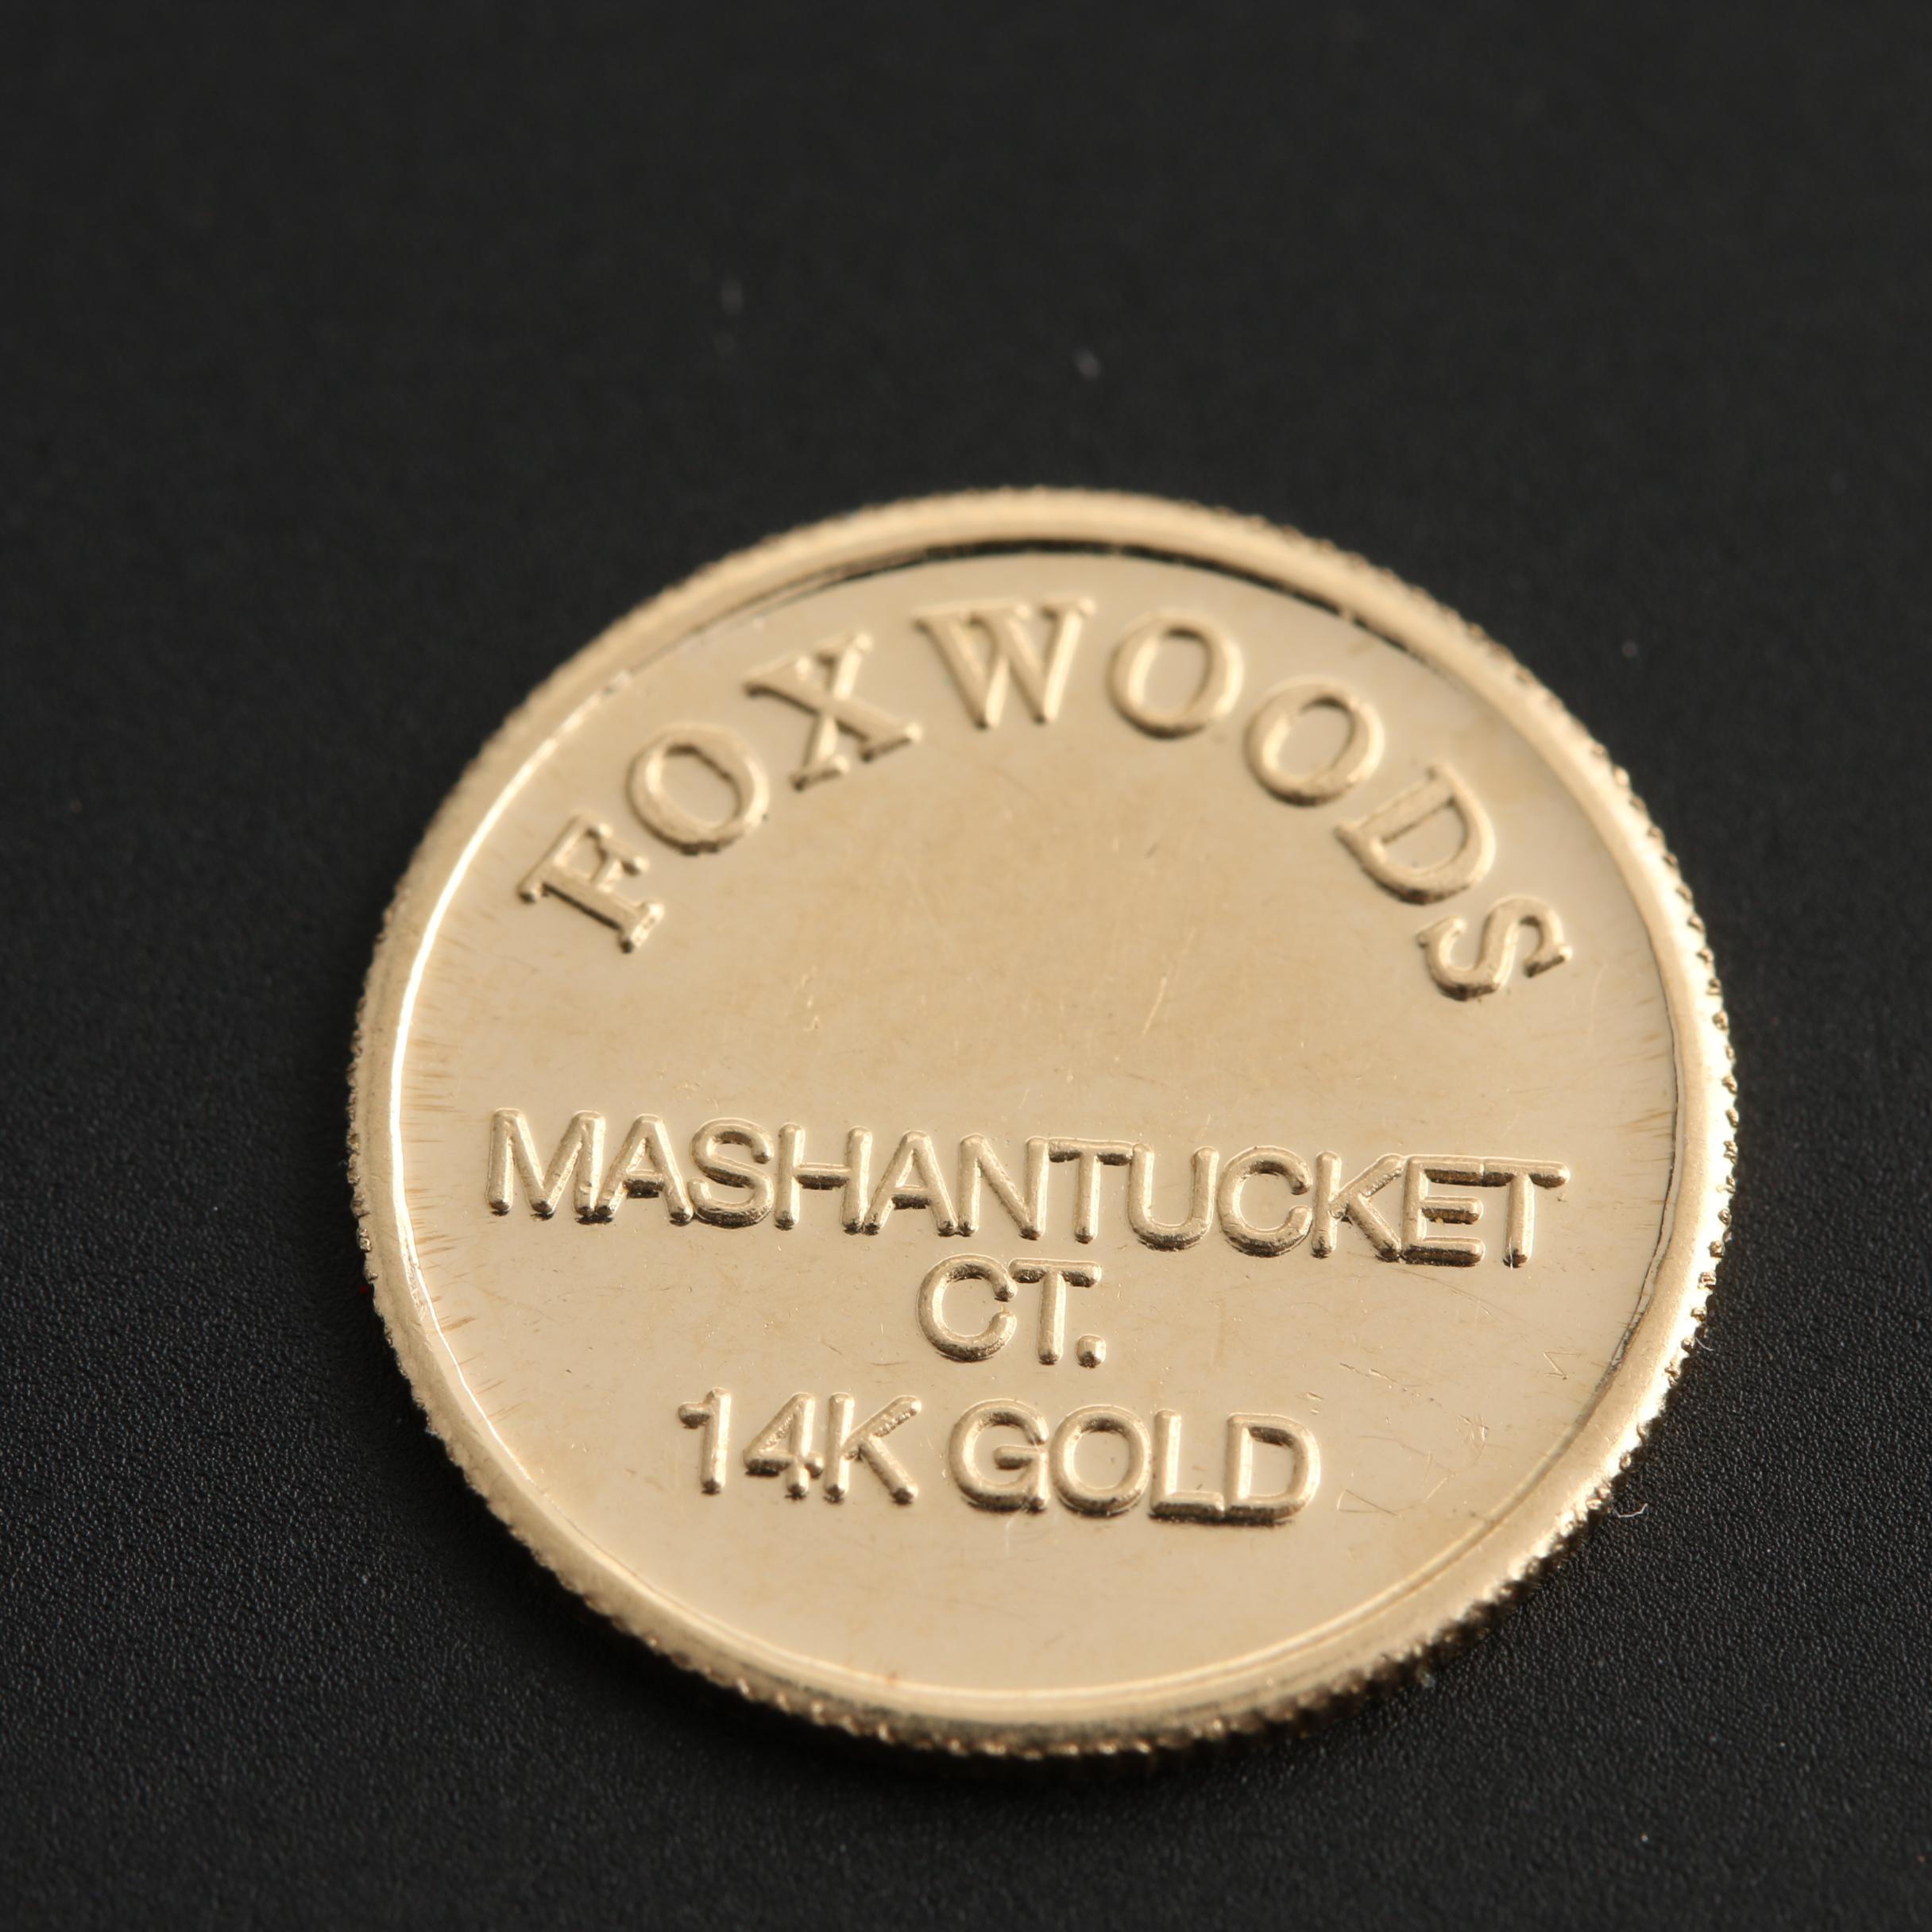 FOXWOODS
MASHANTUCKET
CT.
14K GOLD